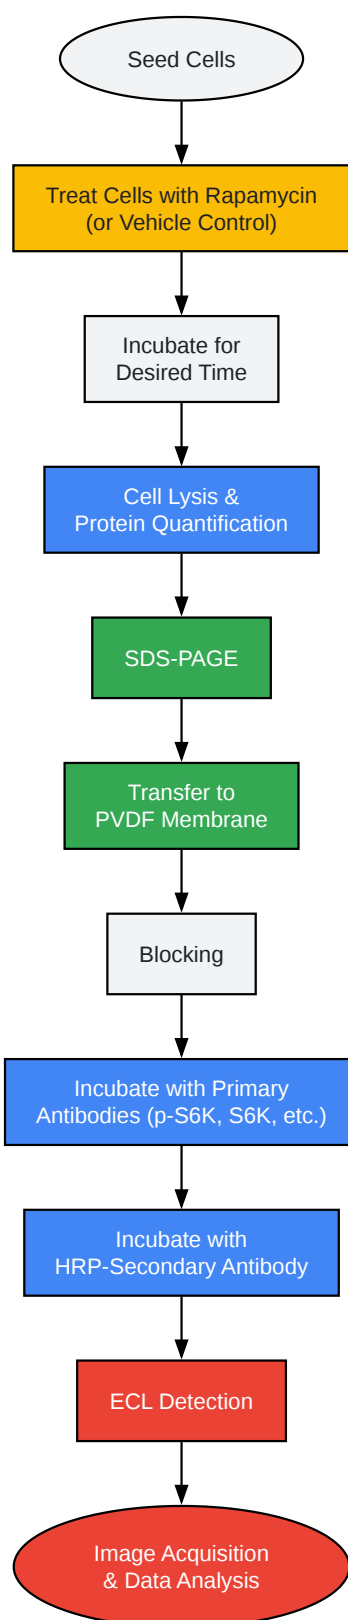 Seed Cells
Treat Cells with Rapamycin
(or Vehicle Control)
Incubate for
Desired Time
Cell Lysis &
Protein Quantification
SDS-PAGE
Transfer to
PVDF Membrane
Blocking
Incubate with Primary
Antibodies (p-S6K, S6K, etc.)
Incubate with
HRP-Secondary Antibody
ECL Detection
Image Acquisition
& Data Analysis